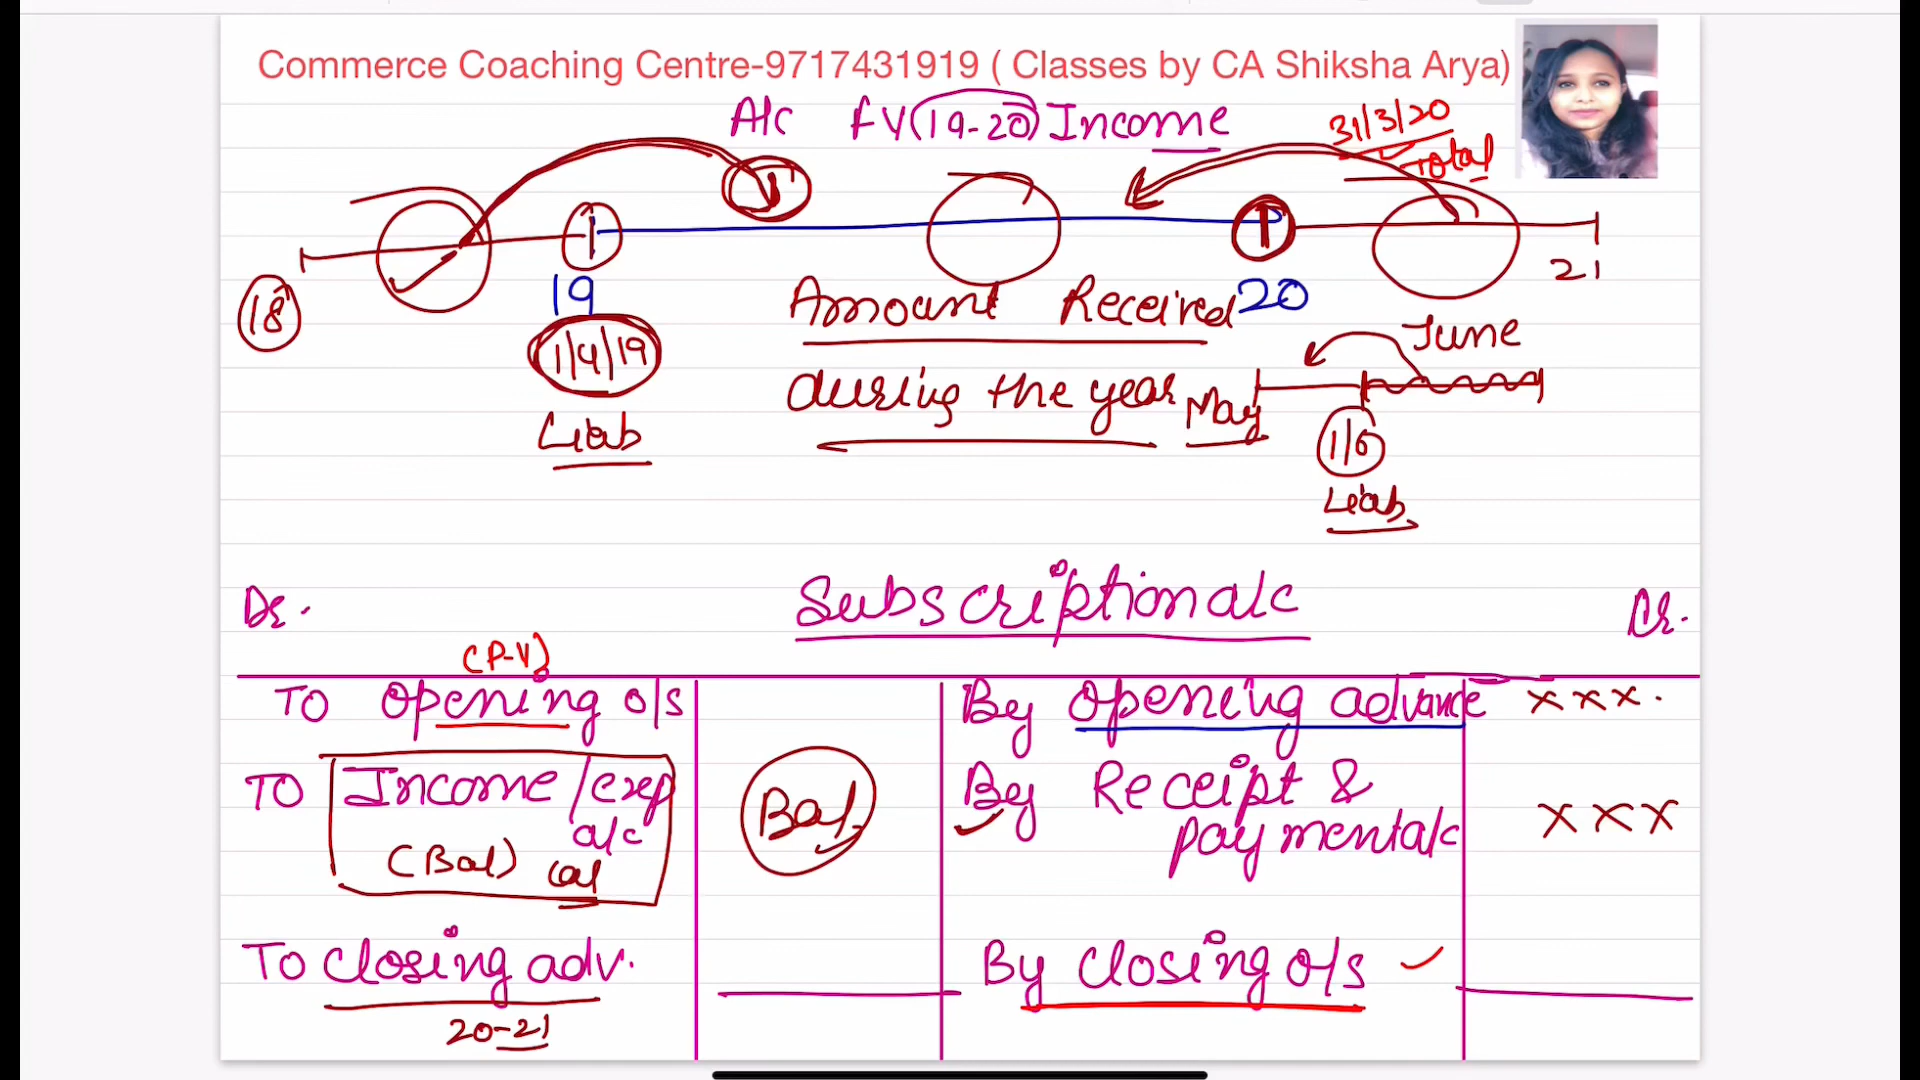 Commerce Coaching Centre-9717431919 ( Classes by CA Shiksha Arya)
A/c FY(19-20) Income
31/3/20
Total
18
19
20
21
1/4/19
Liab
Amount Received
during the year
May
June
1/6
Liab
Dr. Subscription a/c Cr.
(P-Y)
To opening o/s By opening advance xxx.
To Income/exp a/c Bal. By Receipt & payment a/c xxx
(Bal)
To closing adv. By closing o/s
20-21